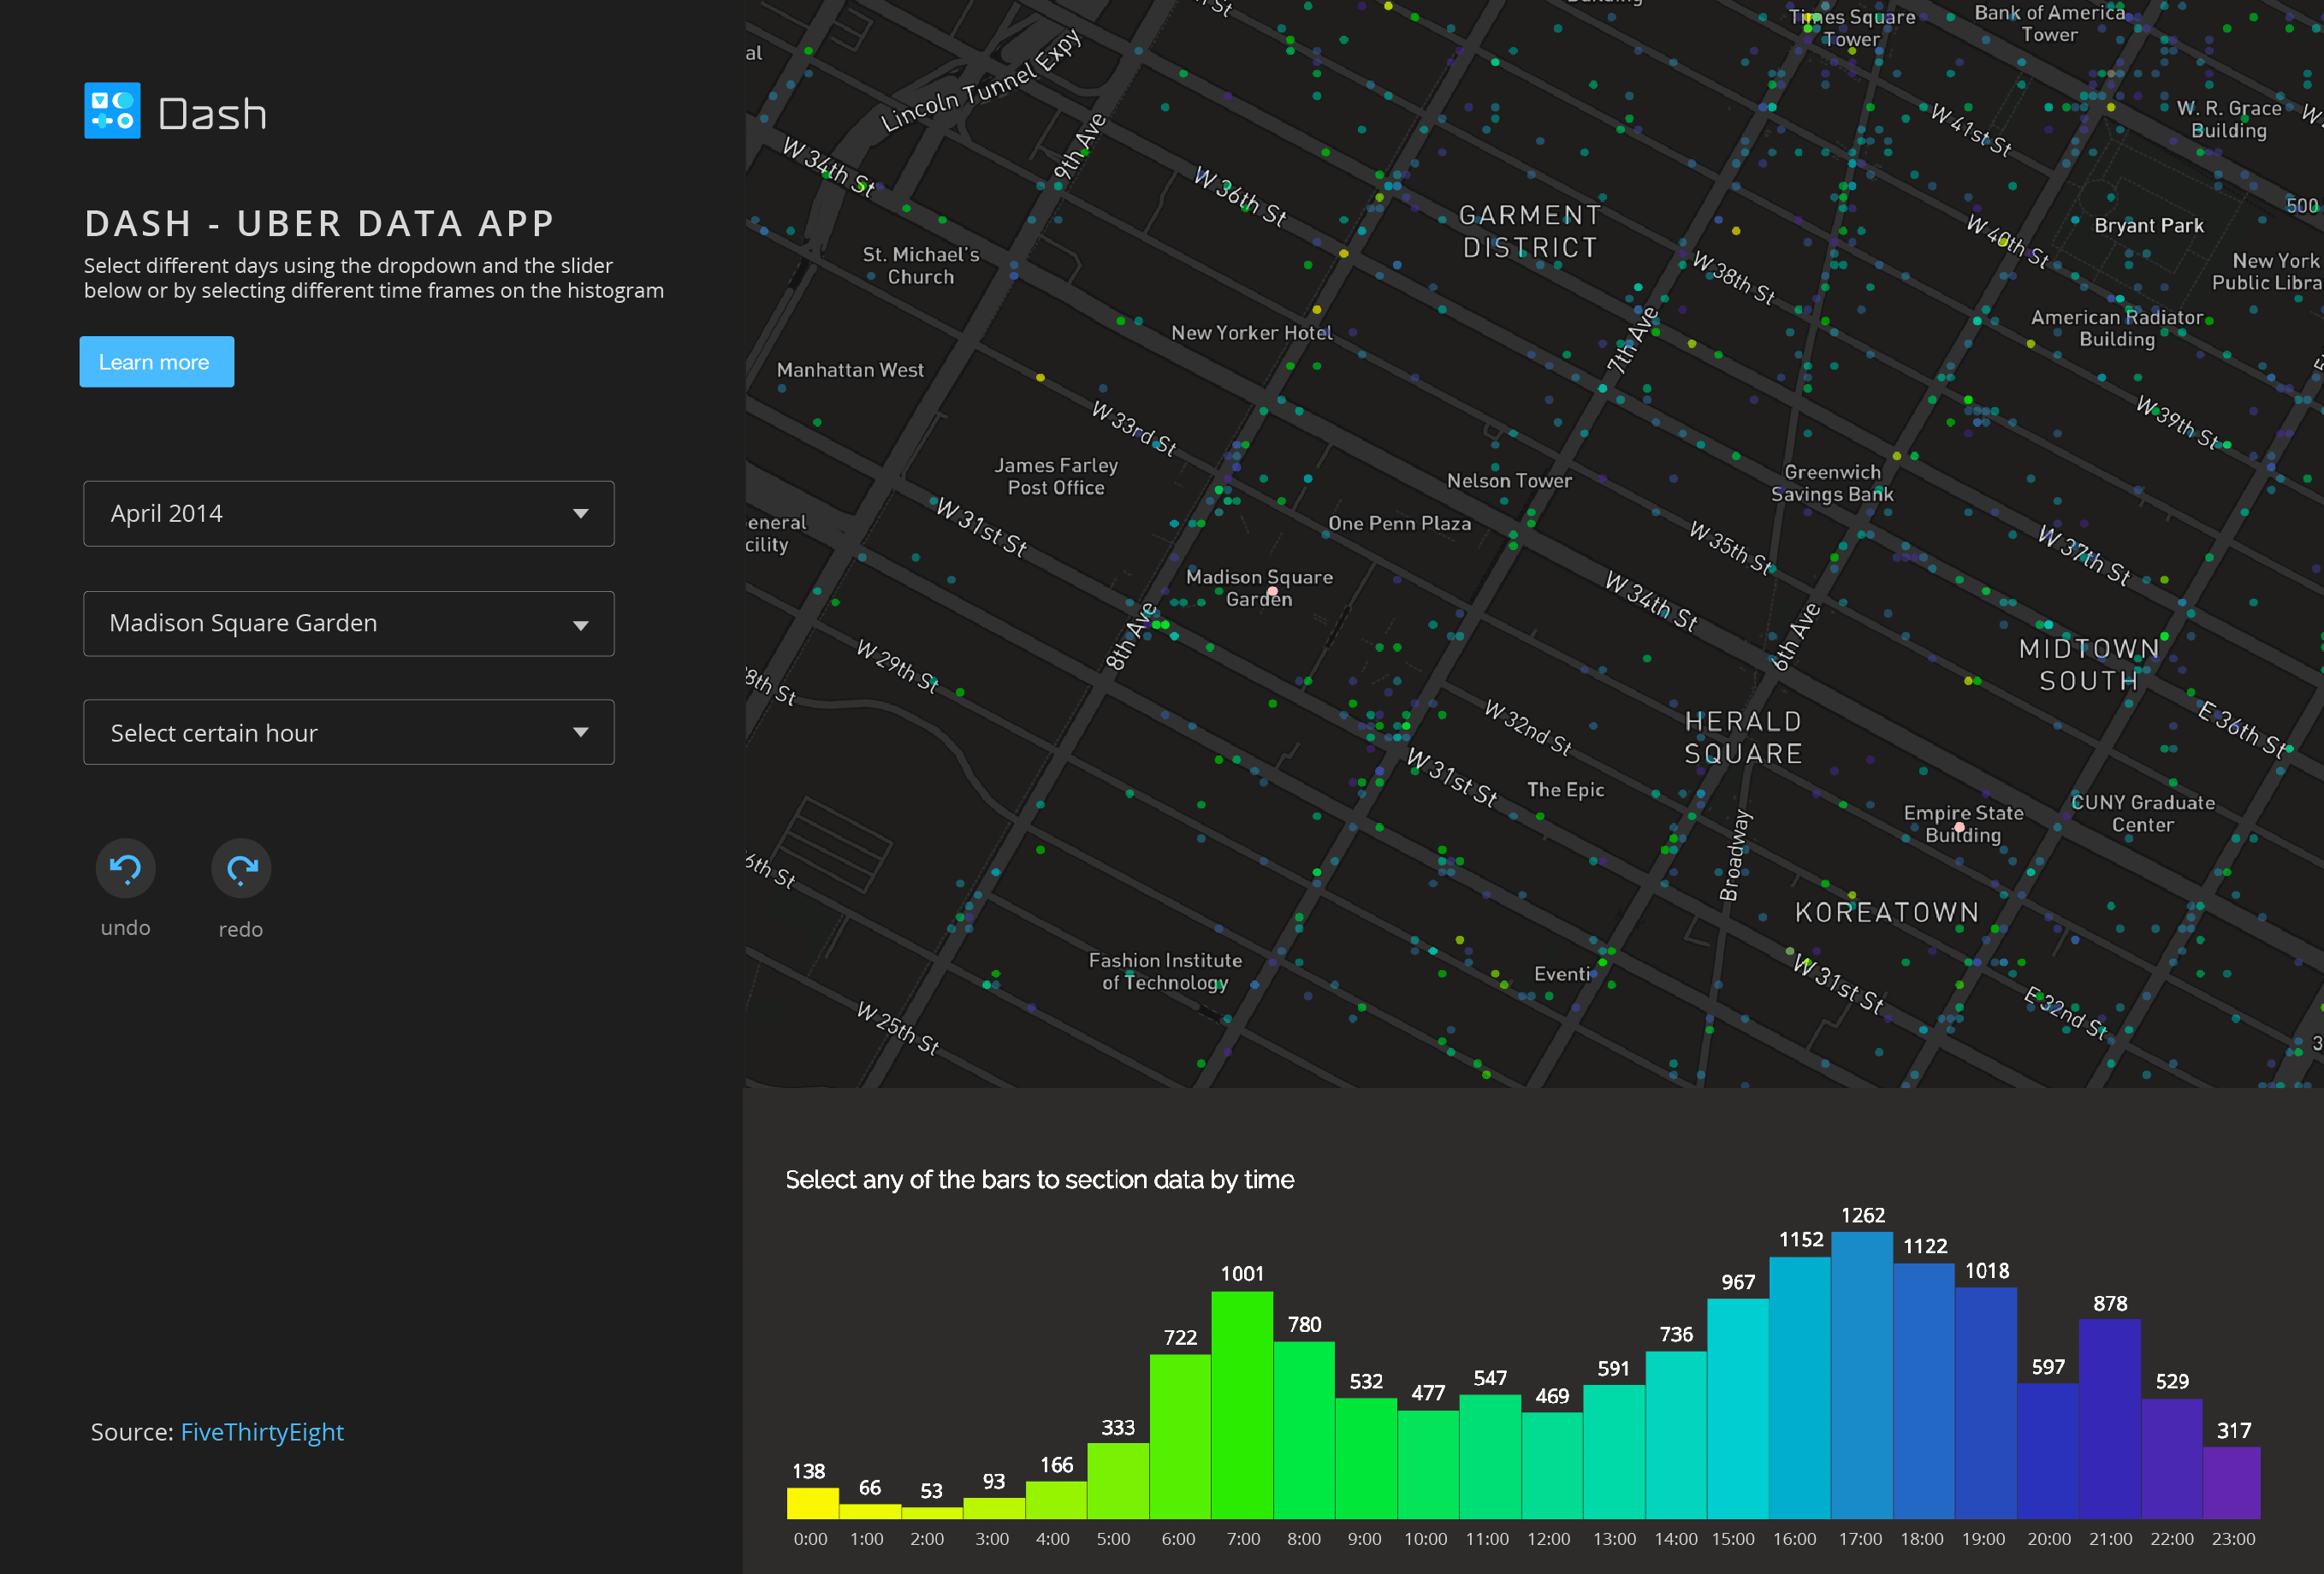 Dash
DASH - UBER DATA APP
Select different days using the dropdown and the slider
below or by selecting different time frames on the histogram
Learn more
April 2014
Madison Square Garden
Select certain hour
undo
redo
Source: FiveThirtyEight
al
Lincoln Tunnel Expy
Times Square
Tower
Bank of America
Tower
W. R. Grace
Building
W 41st St
9th Ave
W 34th St
W 36th St
GARMENT
DISTRICT
500
Bryant Park
W 40th St
St. Michael's
Church
W 38th St
New York
Public Libra
American Radiator
Building
New Yorker Hotel
7th Ave
Manhattan West
W 33rd St
W 39th St
James Farley
Post Office
Nelson Tower
Greenwich
Savings Bank
W 31st St
One Penn Plaza
eneral
cility
W 35th St
W 37th St
Madison Square
Garden
W 34th St
8th Ave
6th Ave
W 29th St
MIDTOWN
SOUTH
8th St
W 32nd St
HERALD
SQUARE
E 36th St
W 31st St
The Epic
Empire State
Building
CUNY Graduate
Center
Broadway
6th St
KOREATOWN
Fashion Institute
of Technology
Eventi
W 31st St
E 32nd St
W 25th St
3
Select any of the bars to section data by time
138 66 53 93 166 333 722 1001 780 532 477 547 469 591 736 967 1152 1262 1122 1018 597 878 529 317
0:00 1:00 2:00 3:00 4:00 5:00 6:00 7:00 8:00 9:00 10:00 11:00 12:00 13:00 14:00 15:00 16:00 17:00 18:00 19:00 20:00 21:00 22:00 23:00